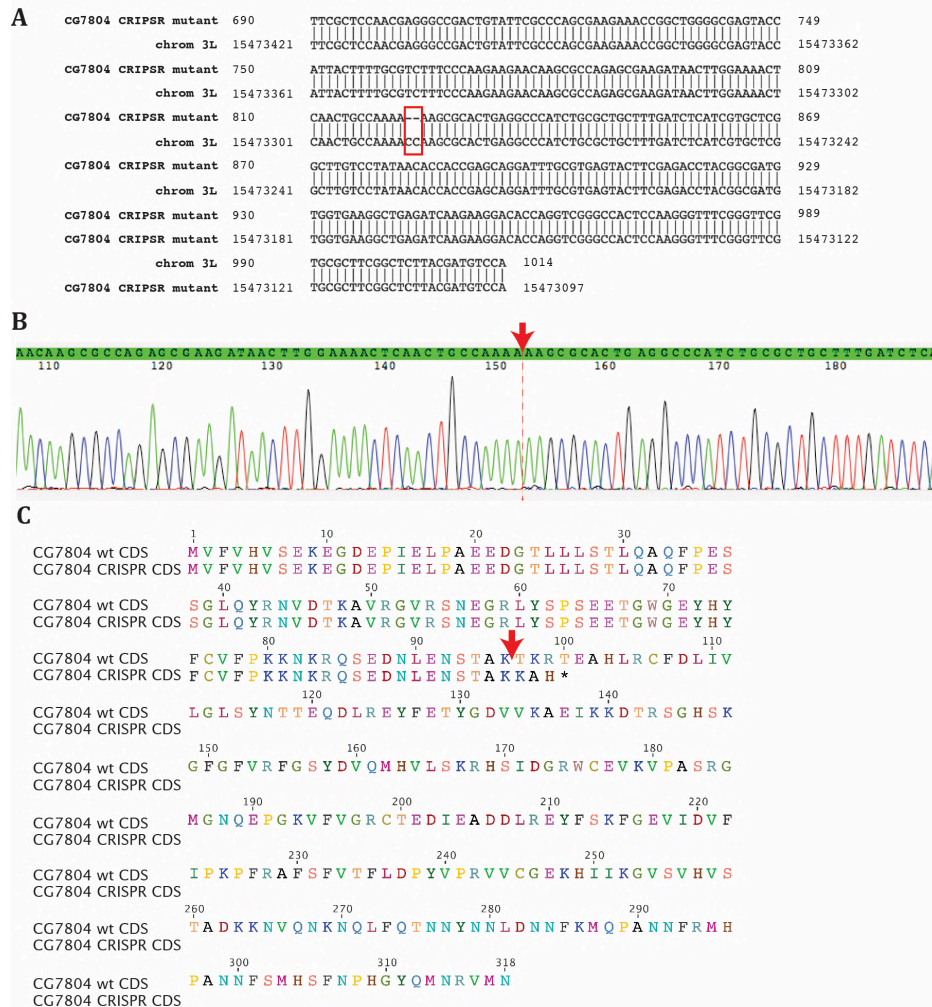 A
CG7804 CRIPSR mutant 690 TTCGCTCCAACGAGGGCCGACTGTATTCGCCCAGCGAAGAAACCGGCTGGGGCGAGTACC 749
chrom 3L 15473421 TTCGCTCCAACGAGGGCCGACTGTATTCGCCCAGCGAAGAAACCGGCTGGGGCGAGTACC 15473362
CG7804 CRIPSR mutant 750 ATTACTTTTGCGTCTTTCCCAAGAAGAACAAGCGCCAGAGCGAAGATAACTTGGAAAACT 809
chrom 3L 15473361 ATTACTTTTGCGTCTTTCCCAAGAAGAACAAGCGCCAGAGCGAAGATAACTTGGAAAACT 15473302
CG7804 CRIPSR mutant 810 CAACTGCCAAAA--AAGCGCACTGAGGCCCATCTGCGCTGCTTTGATCTCATCGTGCTCG 869
chrom 3L 15473301 CAACTGCCAAAACCAAGCGCACTGAGGCCCATCTGCGCTGCTTTGATCTCATCGTGCTCG 15473242
CG7804 CRIPSR mutant 870 GCTTGTCCTATAACACCACCGAGCAGGATTTGCGTGAGTACTTCGAGACCTACGGCGATG 929
chrom 3L 15473241 GCTTGTCCTATAACACCACCGAGCAGGATTTGCGTGAGTACTTCGAGACCTACGGCGATG 15473182
CG7804 CRIPSR mutant 930 TGGTGAAGGCTGAGATCAAGAAGGACACCAGGTCGGGCCACTCCAAGGGTTTCGGGTTCG 989
CG7804 CRIPSR mutant 15473181 TGGTGAAGGCTGAGATCAAGAAGGACACCAGGTCGGGCCACTCCAAGGGTTTCGGGTTCG 15473122
chrom 3L 990 TGCGCTTCGGCTCTTACGATGTCCA 1014
CG7804 CRIPSR mutant 15473121 TGCGCTTCGGCTCTTACGATGTCCA 15473097
B
AACAAGCGCCAGAGCGAAGATAACTTGGAAAACTCAACTGCCAAAAAAGCGCACTGAGGCCCATCTGCGCTGCTTTGATCTCA
110 120 130 140 150 160 170 180
C
1 10 20 30
CG7804 wt CDS MVFVHVSEKEGDEPIELPAEEDGTLLLSTLQAQFPES
CG7804 CRISPR CDS MVFVHVSEKEGDEPIELPAEEDGTLLLSTLQAQFPES
40 50 60 70
CG7804 wt CDS SGLQYRNVDTKAVRGVRSNEGRLYSPSEETGWGEYHY
CG7804 CRISPR CDS SGLQYRNVDTKAVRGVRSNEGRLYSPSEETGWGEYHY
80 90 100 110
CG7804 wt CDS FCVFPKKNKRQSEDNLENSTAKTKRTEAHLRCFDLIV
CG7804 CRISPR CDS FCVFPKKNKRQSEDNLENSTAKKAH*
120 130 140
CG7804 wt CDS LGLSYNTTEQDLREYFETYGDVVKAEIKKDTRSGHSK
CG7804 CRISPR CDS
150 160 170 180
CG7804 wt CDS GFGFVRFGSYDVQMHVLSKRHSIDGRWCEVKVPASRG
CG7804 CRISPR CDS
190 200 210 220
CG7804 wt CDS MGNQEPGKVFVGRCTEDIEADDLREYFSKFGEVIDVF
CG7804 CRISPR CDS
230 240 250
CG7804 wt CDS IPKPFRAFSFVTFLDPYVPRVVCGEKHIIKGVSVHVS
CG7804 CRISPR CDS
260 270 280 290
CG7804 wt CDS TADKKNVQNKNQLFQTNNYNNLDNNFKMQPANNFRMH
CG7804 CRISPR CDS
300 310 318
CG7804 wt CDS PANNFSMHSFNPHGYQMNRVMN
CG7804 CRISPR CDS